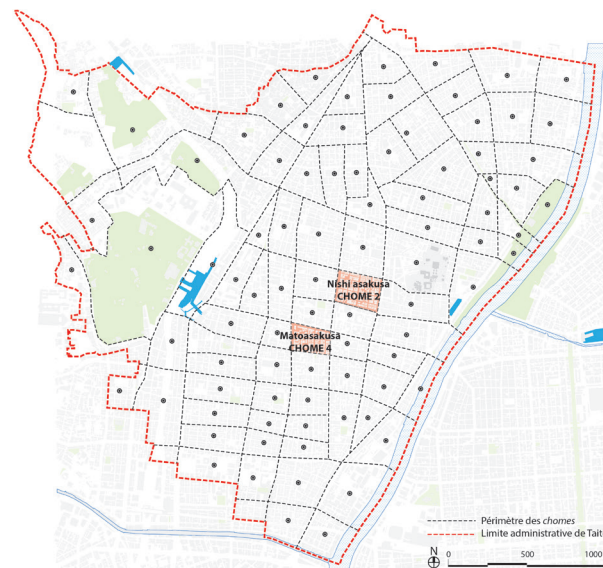 Nishi asakusa
CHOME 2
Matoasakusa
CHOME 4
Périmètre des chomes
Limite administrative de Tait
N
0 500 1000